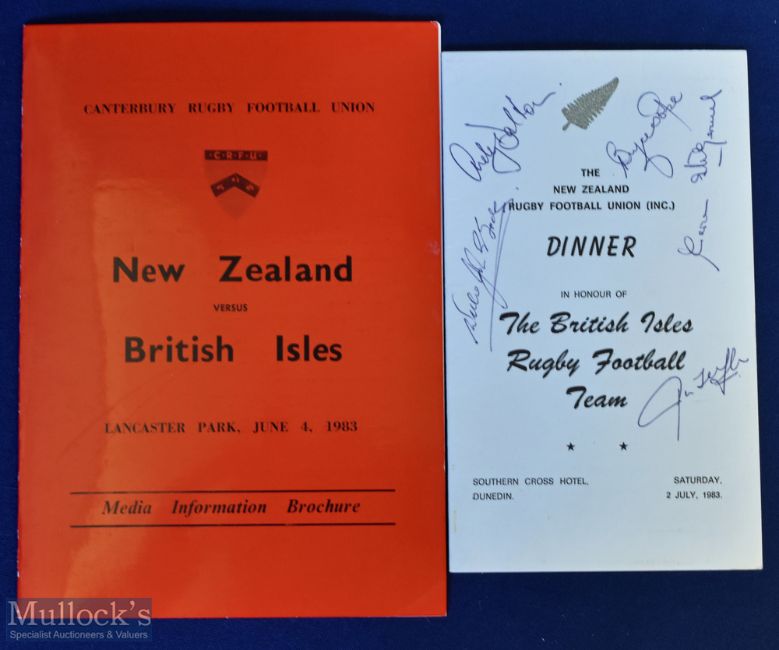 CANTERBURY RUGBY FOOTBALL UNION
C·R·F·U
New Zealand
VERSUS
British Isles
LANCASTER PARK, JUNE 4, 1983
Media Information Brochure
THE
NEW ZEALAND
RUGBY FOOTBALL UNION (INC.)
DINNER
IN HONOUR OF
The British Isles
Rugby Football
Team
SOUTHERN CROSS HOTEL,
DUNEDIN.
SATURDAY,
2 JULY, 1983.
Andy Dalton
MULLOCK'S
Specialist Auctioneers & Valuers